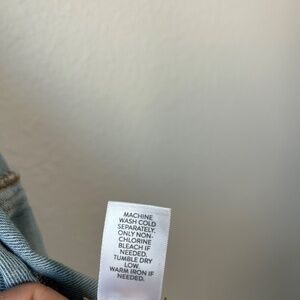 MACHINE
WASH COLD
SEPARATELY.
ONLY NON-
CHLORINE
BLEACH IF
NEEDED.
TUMBLE DRY
LOW
WARM IRON IF
NEEDED.